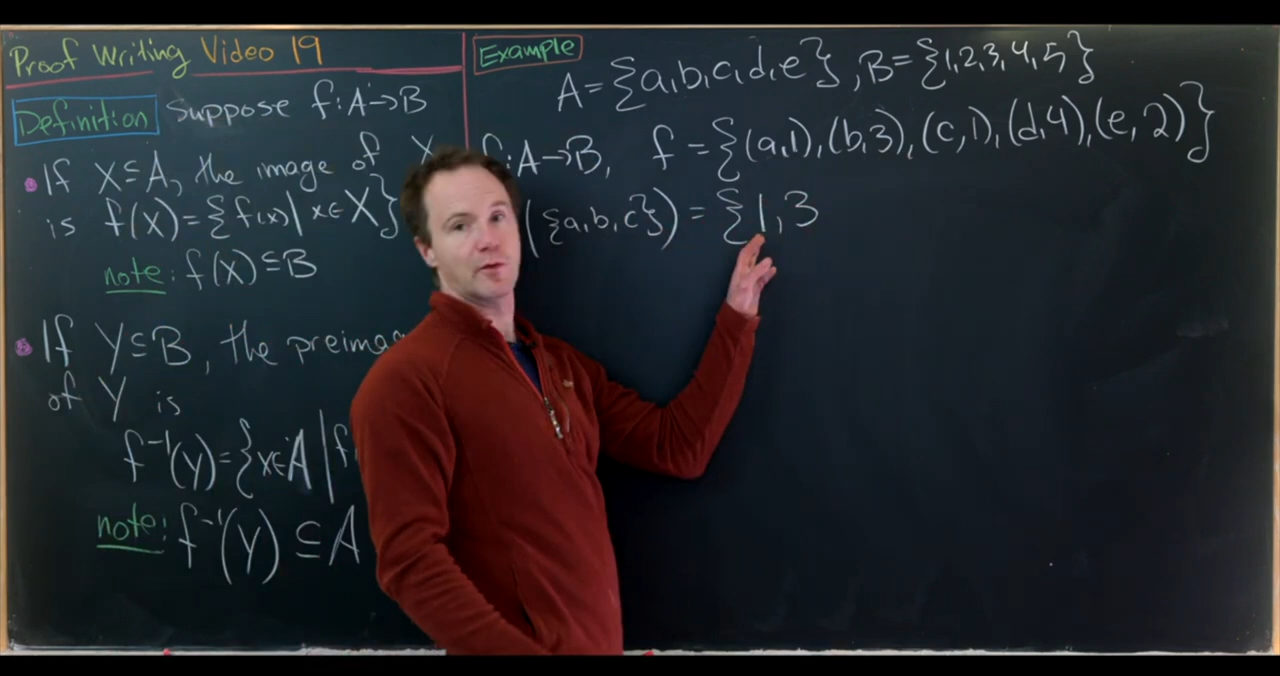 Proof Writing Video 19
Definition Suppose f: A→B
• If X⊆A, the image of X
is f(X)={f(x)| x∈X}
note: f(X)⊆B
• If Y⊆B, the preima
of Y is
f⁻¹(Y)={x∈A | f
note: f⁻¹(Y)⊆A
Example
A={a,b,c,d,e}, B={1,2,3,4,5}
f:A→B, f={(a,1),(b,3),(c,1),(d,4),(e,2)}
({a,b,c})={1,3